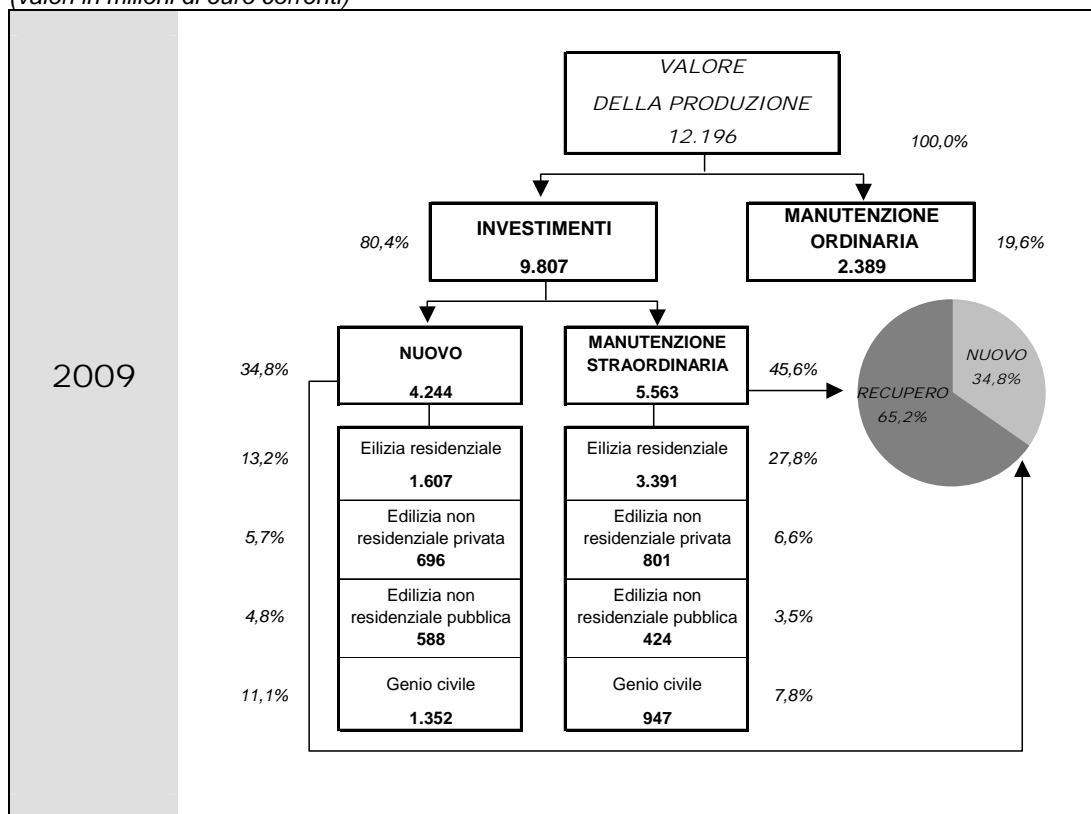 (valori in milioni di euro correnti)
VALORE
DELLA PRODUZIONE
12.196
100,0%
INVESTIMENTI
9.807
80,4%
MANUTENZIONE
ORDINARIA
2.389
19,6%
2009
34,8%
NUOVO
4.244
MANUTENZIONE
STRAORDINARIA
5.563
45,6%
NUOVO
34,8%
RECUPERO
65,2%
13,2%
Eilizia residenziale
1.607
Eilizia residenziale
3.391
27,8%
5,7%
Edilizia non
residenziale privata
696
Edilizia non
residenziale privata
801
6,6%
4,8%
Edilizia non
residenziale pubblica
588
Edilizia non
residenziale pubblica
424
3,5%
11,1%
Genio civile
1.352
Genio civile
947
7,8%